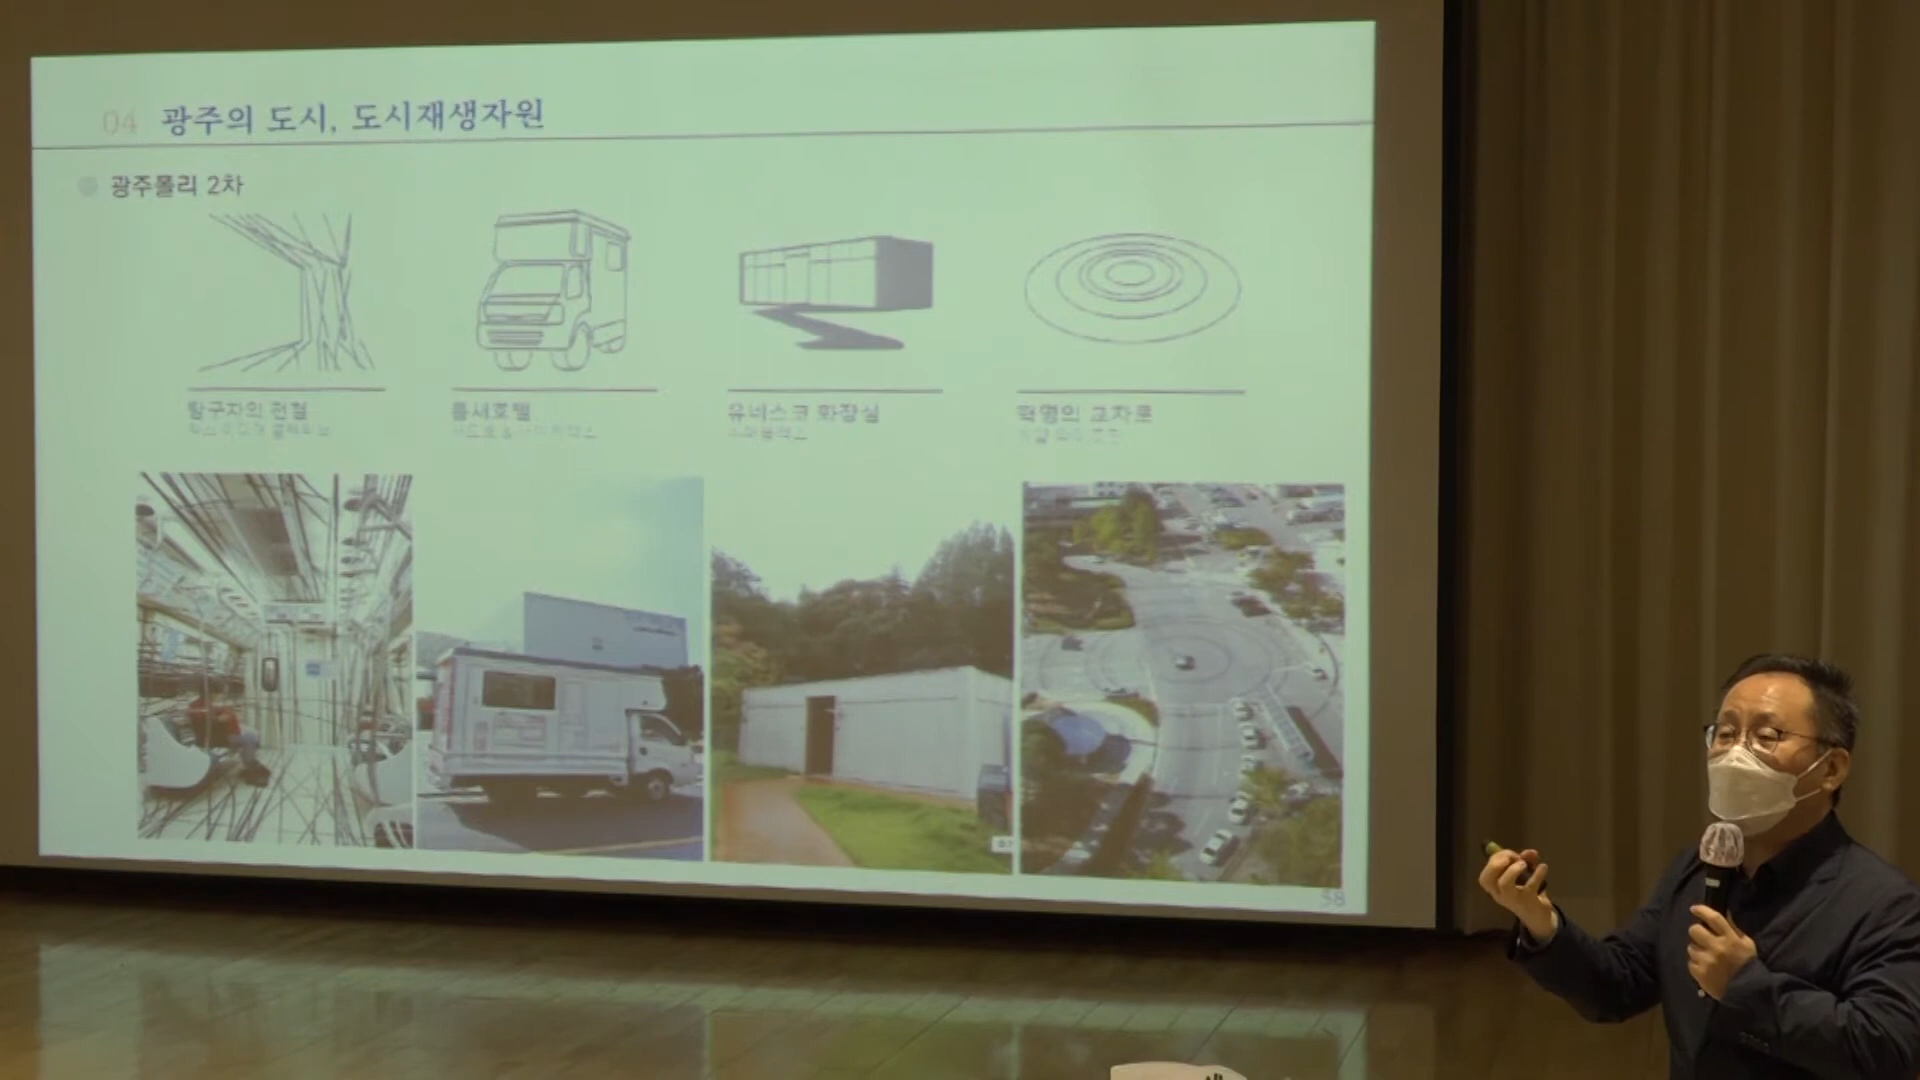 04 광주의 도시, 도시재생자원
광주폴리 2차
탐구자의 전철
틈새호텔
유네스코 화장실
혁명의 교차로
58